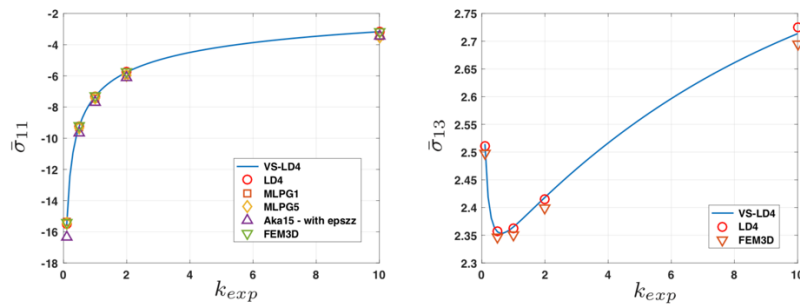 -2
-4
-6
-8
-10
-12
-14
-16
-18
0
2
4
6
8
10
σ̄₁₁
k_exp
VS-LD4
LD4
MLPG1
MLPG5
Aka15 - with epszz
FEM3D
2.75
2.7
2.65
2.6
2.55
2.5
2.45
2.4
2.35
2.3
0
2
4
6
8
10
σ̄₁₃
k_exp
VS-LD4
LD4
FEM3D